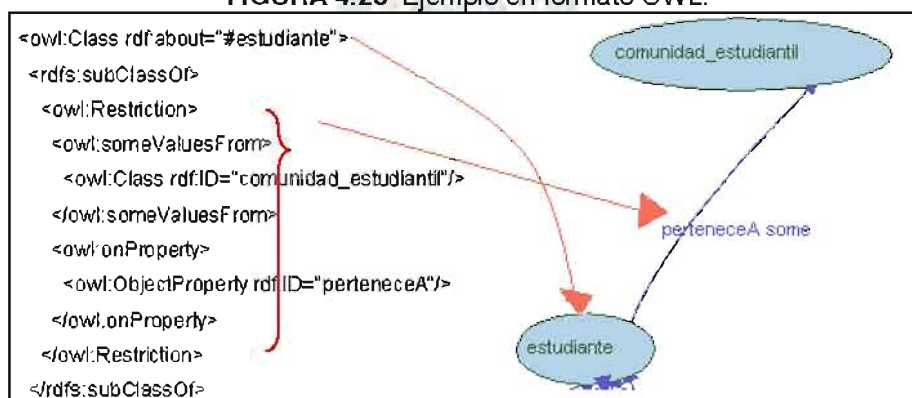 FIGURA 4.23 Ejemplo en formato OWL.
<owl:Class rdf:about="#estudiante">
<rdfs:subClassOf>
<owl:Restriction>
<owl:someValuesFrom>
<owl:Class rdf:ID="comunidad_estudiantil"/>
</owl:someValuesFrom>
<owl:onProperty>
<owl:ObjectProperty rdf:ID="perteneceA"/>
</owl:onProperty>
</owl:Restriction>
</rdfs:subClassOf>
comunidad_estudiantil
perteneceA some
estudiante